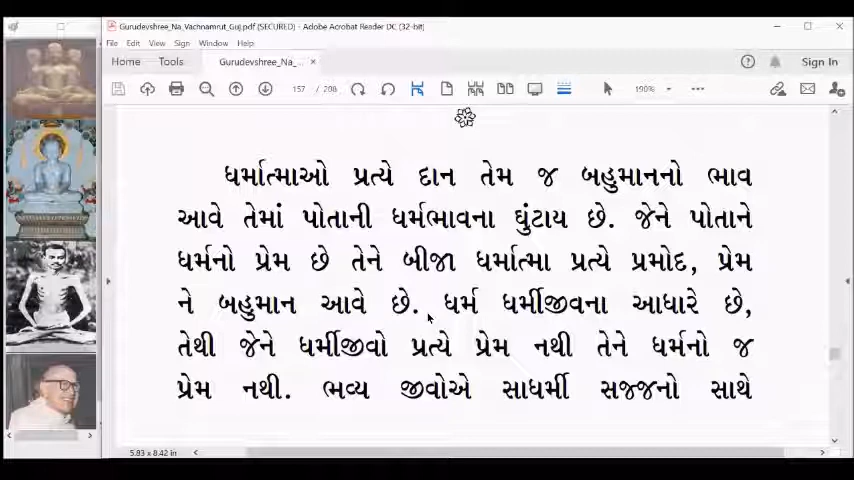 Gurudevshree_Na_Vachnamrut_Guj.pdf (SECURED) - Adobe Acrobat Reader DC (32-bit)
File Edit View Sign Window Help
Home Tools Gurudevshree_Na_... × Sign In
157 / 208 190%
ધર્માત્માઓ પ્રત્યે દાન તેમ જ બહુમાનનો ભાવ
આવે તેમાં પોતાની ધર્મભાવના ઘુંટાય છે. જેને પોતાને
ધર્મનો પ્રેમ છે તેને બીજા ધર્માત્મા પ્રત્યે પ્રમોદ, પ્રેમ
ને બહુમાન આવે છે. ધર્મ ધર્મીજીવના આધારે છે,
તેથી જેને ધર્મીજીવો પ્રત્યે પ્રેમ નથી તેને ધર્મનો જ
પ્રેમ નથી. ભવ્ય જીવોએ સાધર્મી સજ્જનો સાથે
5.83 x 8.42 in